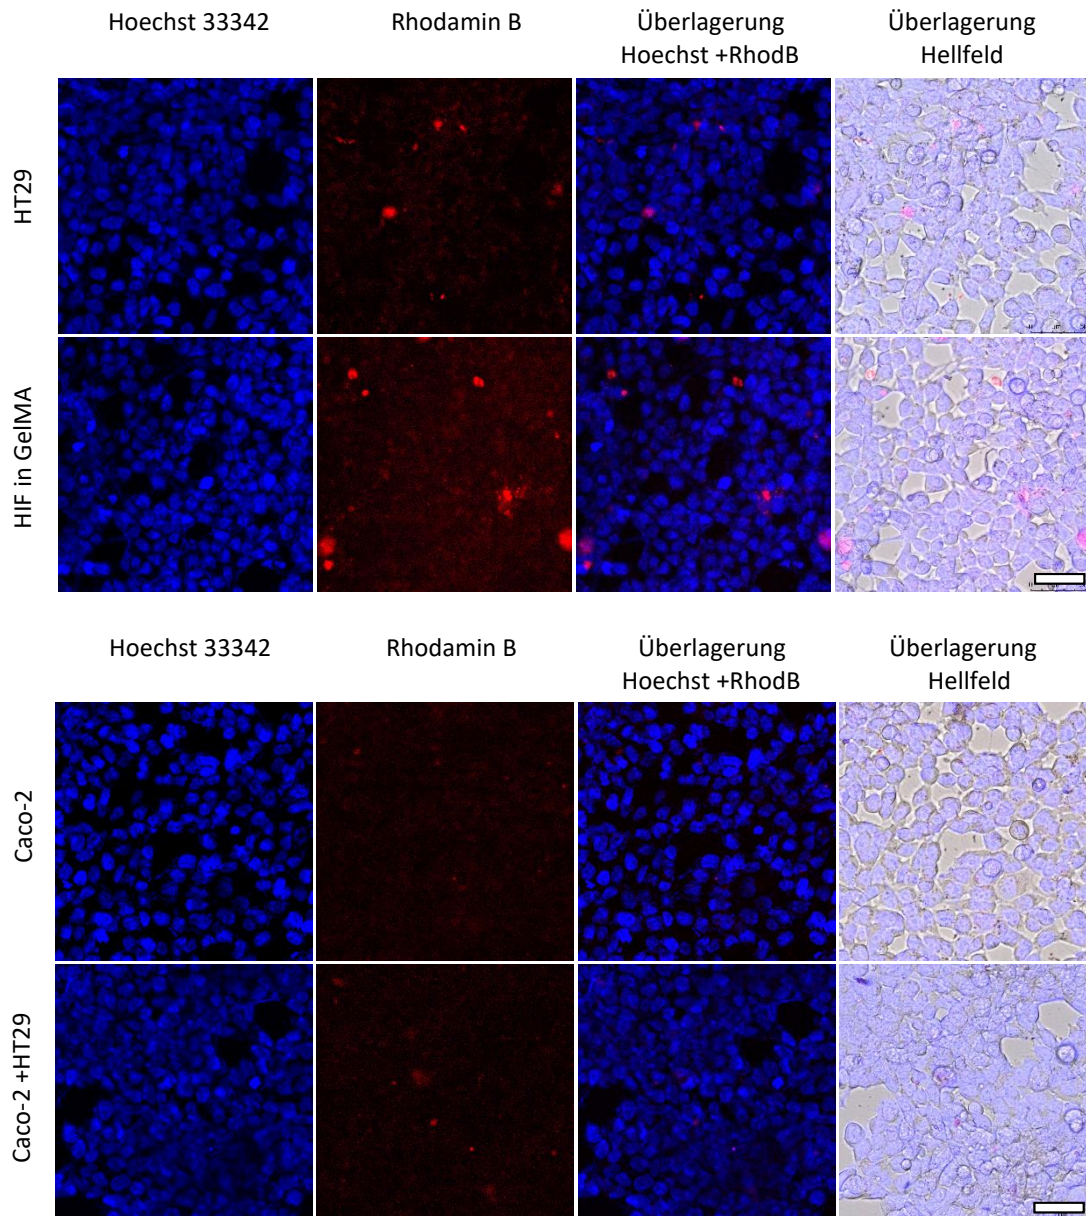 Hoechst 33342
Rhodamin B
Überlagerung
Hoechst +RhodB
Überlagerung
Hellfeld
HT29
HIF in GelMA
Hoechst 33342
Rhodamin B
Überlagerung
Hoechst +RhodB
Überlagerung
Hellfeld
Caco-2
Caco-2 +HT29